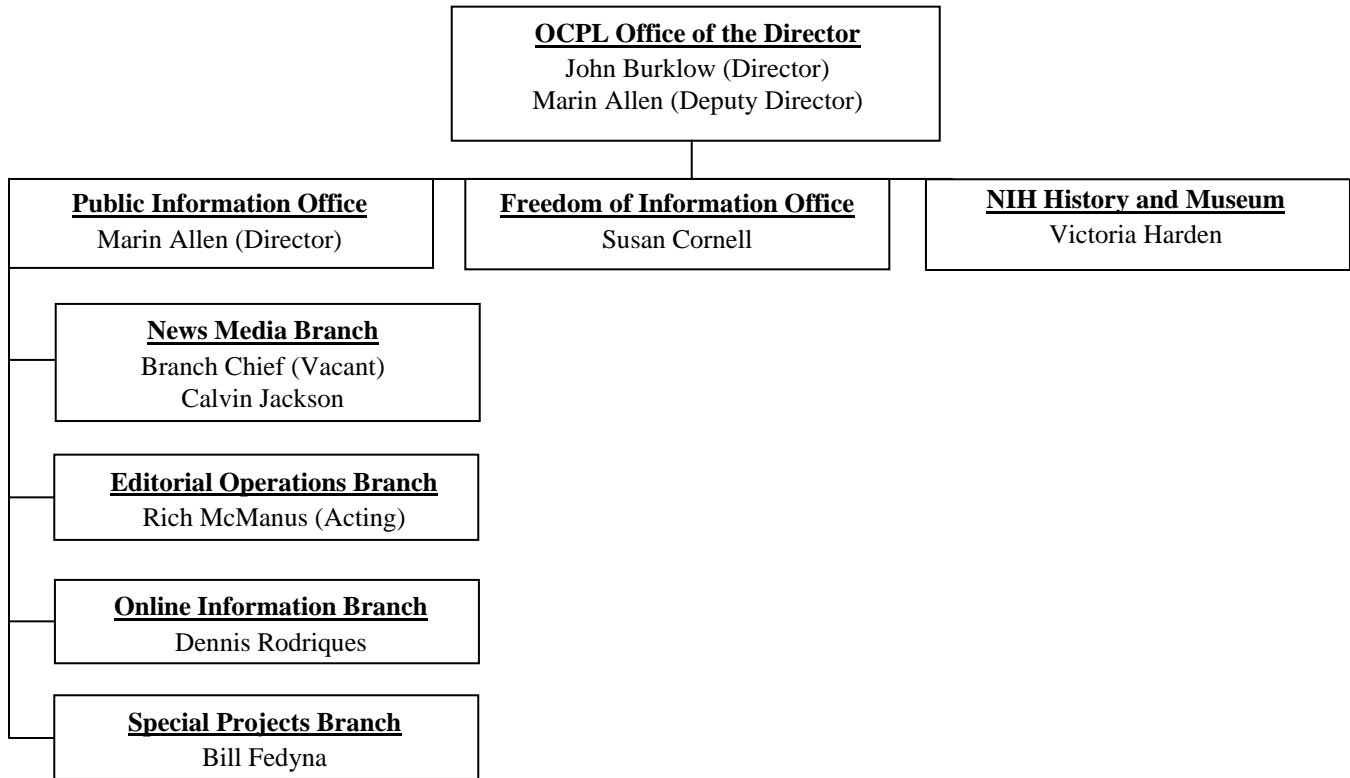 OCPL Office of the Director
John Burklow (Director)
Marin Allen (Deputy Director)
Public Information Office
Marin Allen (Director)
Freedom of Information Office
Susan Cornell
NIH History and Museum
Victoria Harden
News Media Branch
Branch Chief (Vacant)
Calvin Jackson
Editorial Operations Branch
Rich McManus (Acting)
Online Information Branch
Dennis Rodriques
Special Projects Branch
Bill Fedyna